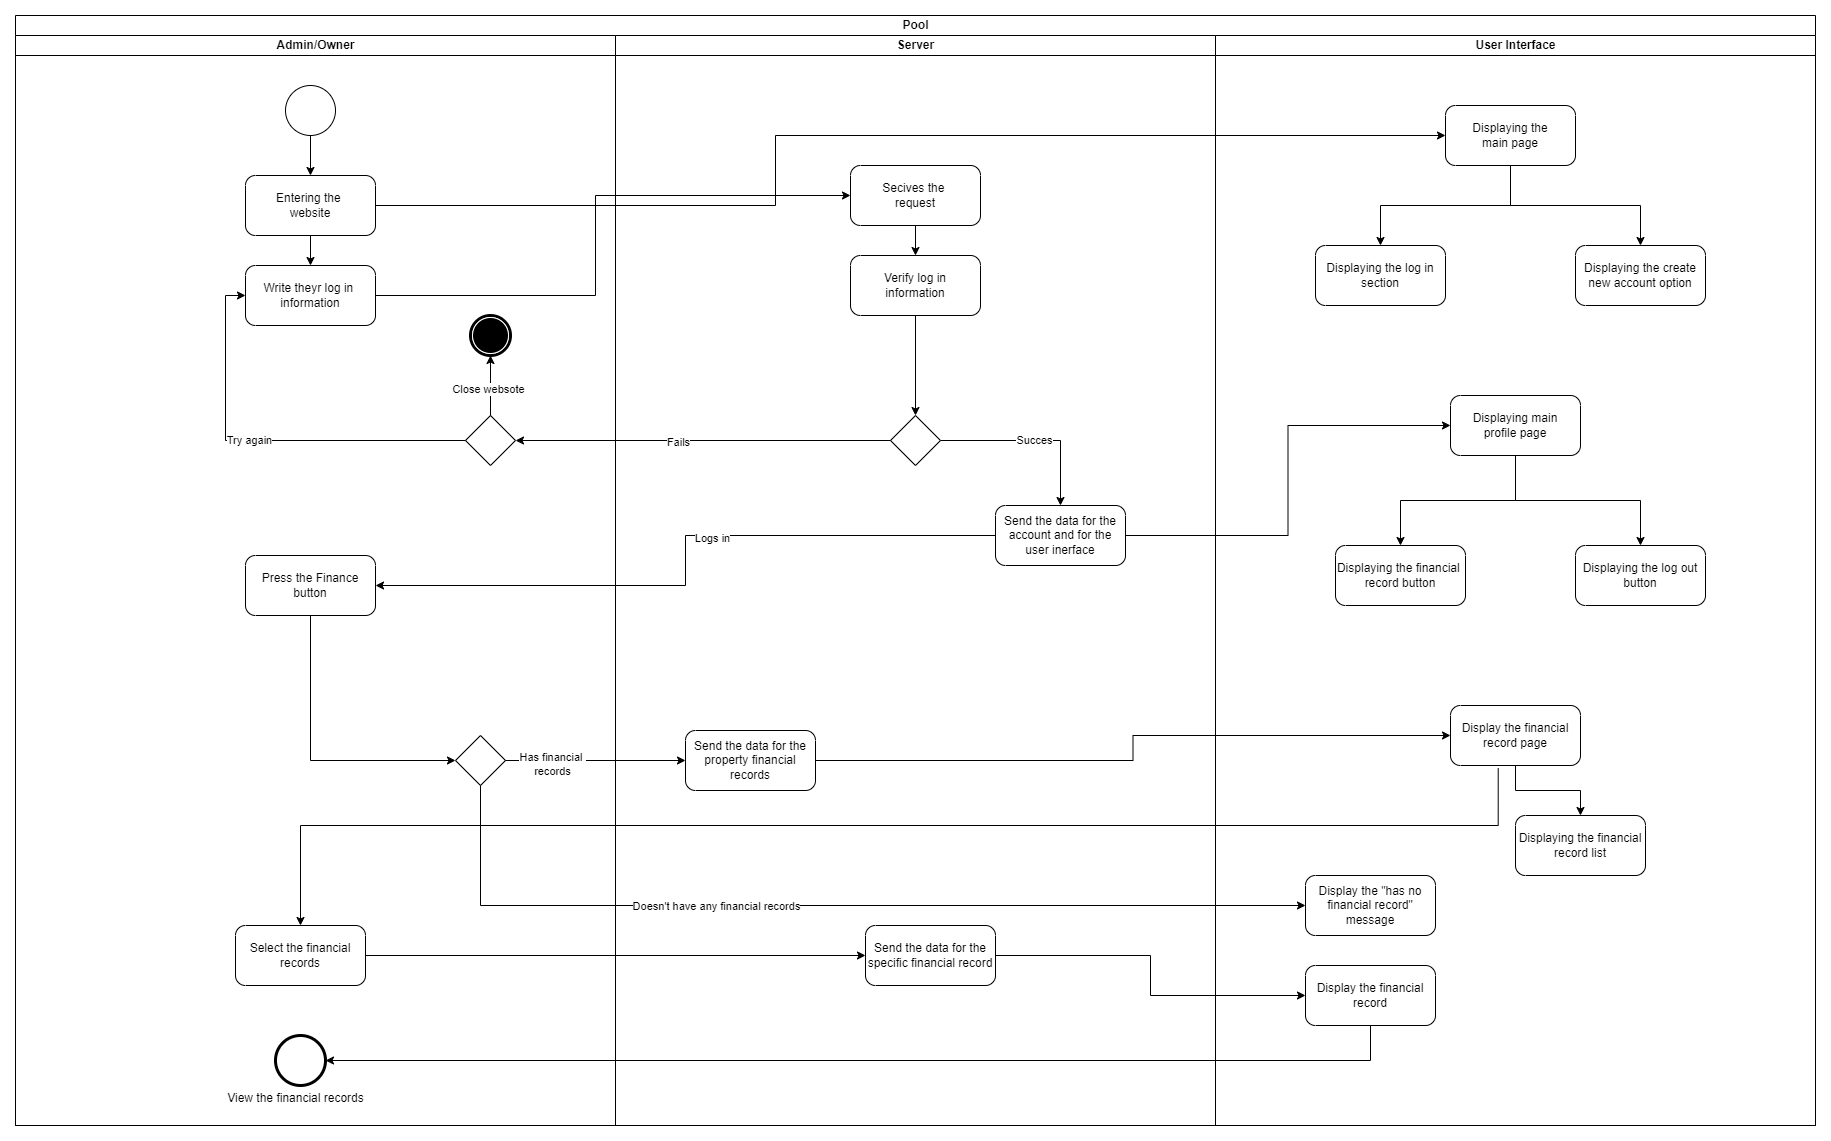 Pool
Admin/Owner
Server
User Interface
Displaying the
main page
Entering the
website
Secives the
request
Write theyr log in
information
Verify log in
information
Displaying the log in
section
Displaying the create
new account option
Close websote
Try again
Fails
Succes
Displaying main
profile page
Send the data for the
account and for the
user inerface
Logs in
Press the Finance
button
Displaying the financial
record button
Displaying the log out
button
Has financial
records
Send the data for the
property financial
records
Display the financial
record page
Displaying the financial
record list
Doesn't have any financial records
Display the "has no
financial record"
message
Select the financial
records
Send the data for the
specific financial record
Display the financial
record
View the financial records